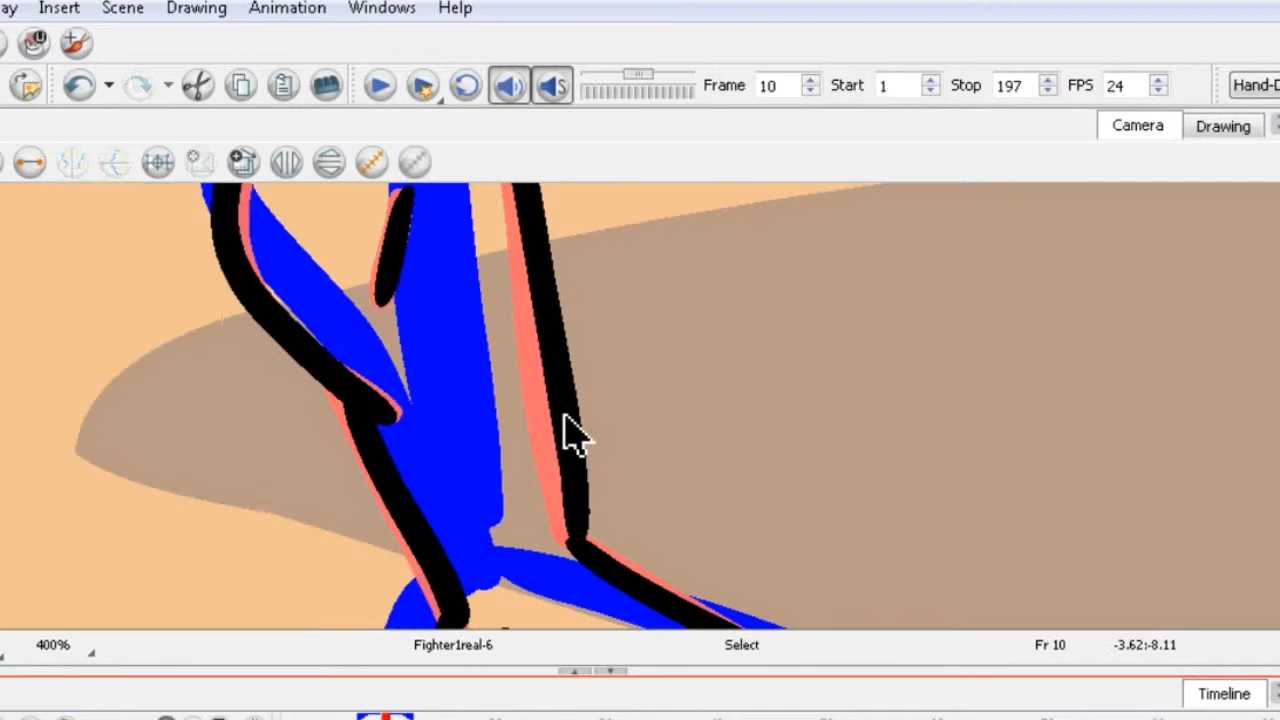 ay Insert Scene Drawing Animation Windows Help
Frame 10 Start 1 Stop 197 FPS 24 Hand-D
Camera Drawing
400% Fighter1real-6 Select Fr 10 -3.62:-8.11
Timeline